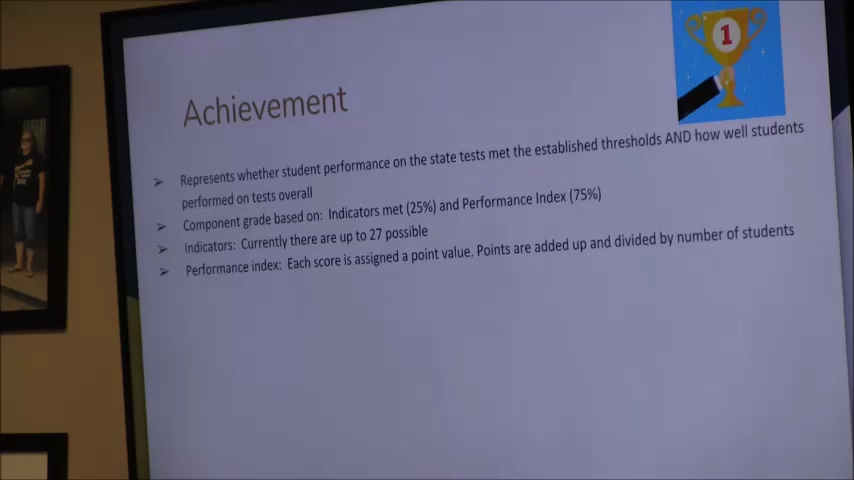 1
Achievement
➢ Represents whether student performance on the state tests met the established thresholds AND how well students
performed on tests overall
➢ Component grade based on: Indicators met (25%) and Performance Index (75%)
➢ Indicators: Currently there are up to 27 possible
➢ Performance index: Each score is assigned a point value. Points are added up and divided by number of students